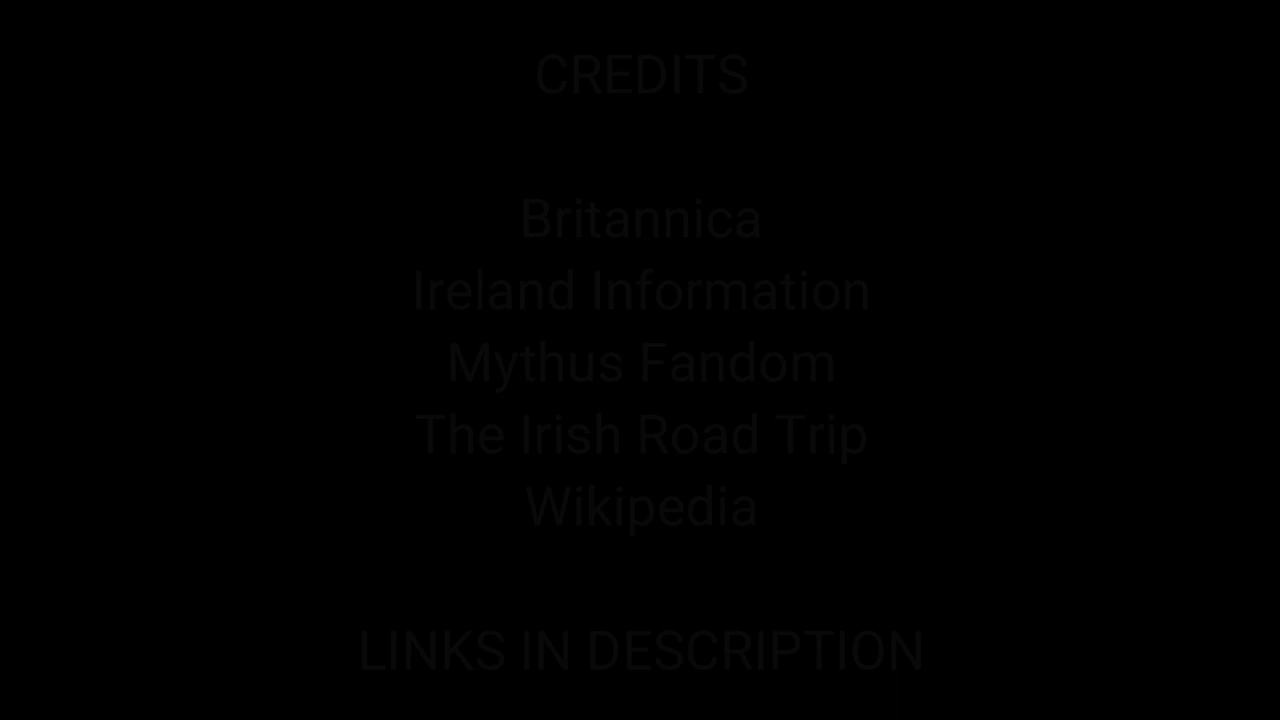 CREDITS
Britannica
Ireland Information
Mythus Fandom
The Irish Road Trip
Wikipedia
LINKS IN DESCRIPTION